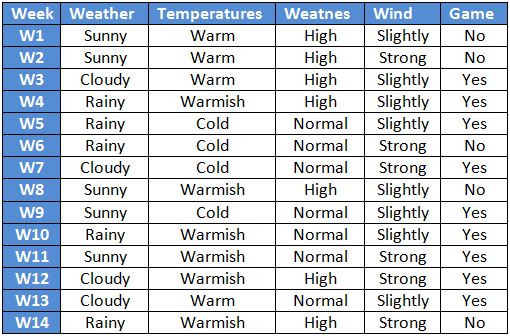 Week Weather Temperatures Weatnes Wind Game
W1 Sunny Warm High Slightly No
W2 Sunny Warm High Strong No
W3 Cloudy Warm High Slightly Yes
W4 Rainy Warmish High Slightly Yes
W5 Rainy Cold Normal Slightly Yes
W6 Rainy Cold Normal Strong No
W7 Cloudy Cold Normal Strong Yes
W8 Sunny Warmish High Slightly No
W9 Sunny Cold Normal Slightly Yes
W10 Rainy Warmish Normal Slightly Yes
W11 Sunny Warmish Normal Strong Yes
W12 Cloudy Warmish High Strong Yes
W13 Cloudy Warm Normal Slightly Yes
W14 Rainy Warmish High Strong No